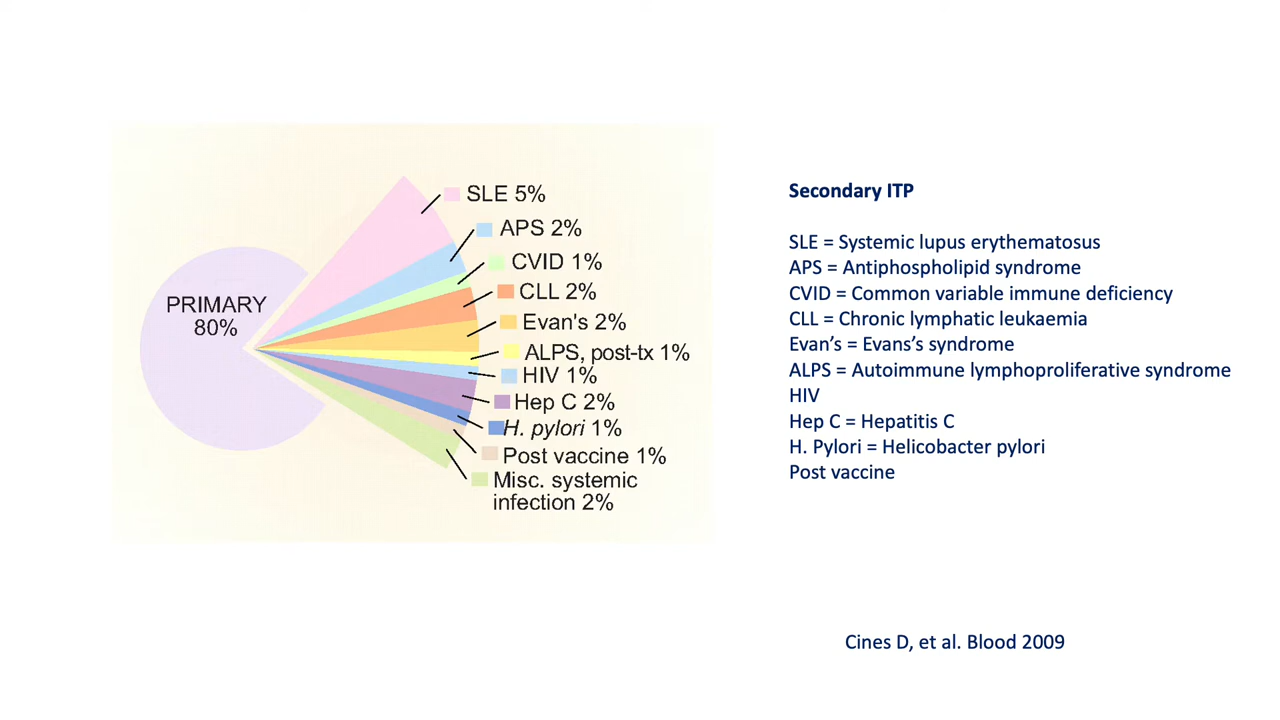 PRIMARY
80%
SLE 5%
APS 2%
CVID 1%
CLL 2%
Evan's 2%
ALPS, post-tx 1%
HIV 1%
Hep C 2%
H. pylori 1%
Post vaccine 1%
Misc. systemic
infection 2%
Secondary ITP
SLE = Systemic lupus erythematosus
APS = Antiphospholipid syndrome
CVID = Common variable immune deficiency
CLL = Chronic lymphatic leukaemia
Evan’s = Evans’s syndrome
ALPS = Autoimmune lymphoproliferative syndrome
HIV
Hep C = Hepatitis C
H. Pylori = Helicobacter pylori
Post vaccine
Cines D, et al. Blood 2009